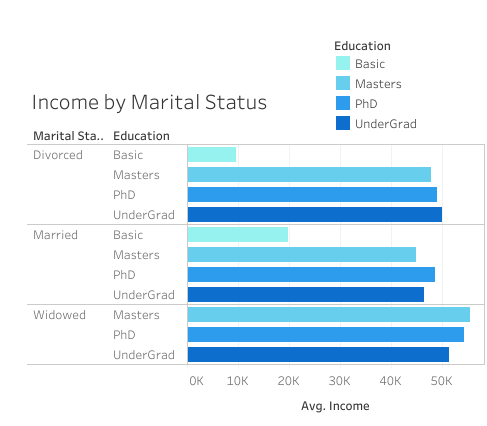 Education
Basic
Masters
PhD
UnderGrad
Income by Marital Status
Marital Sta.. Education
Divorced Basic
Masters
PhD
UnderGrad
Married Basic
Masters
PhD
UnderGrad
Widowed Masters
PhD
UnderGrad
0K 10K 20K 30K 40K 50K
Avg. Income